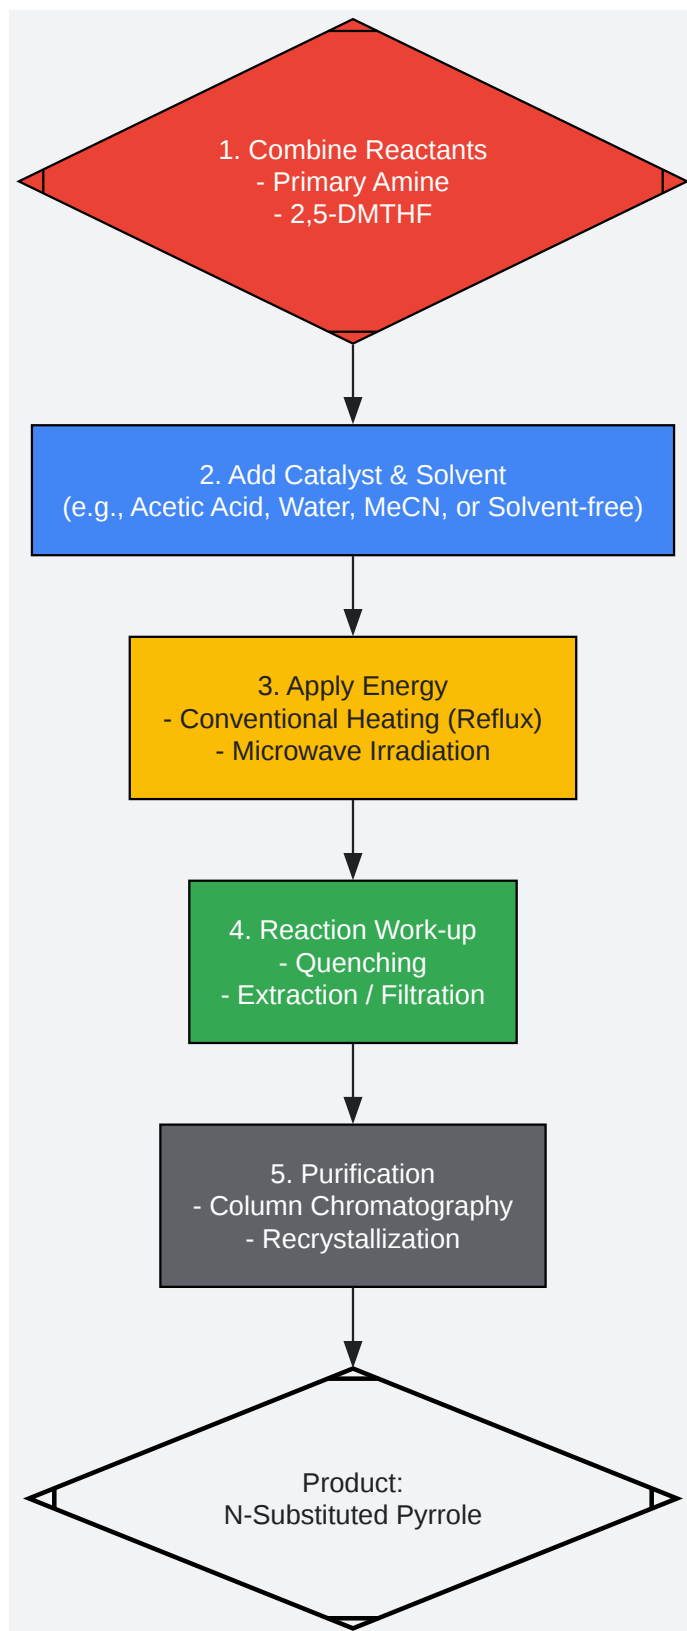 1. Combine Reactants
- Primary Amine
- 2,5-DMTHF
2. Add Catalyst & Solvent
(e.g., Acetic Acid, Water, MeCN, or Solvent-free)
3. Apply Energy
- Conventional Heating (Reflux)
- Microwave Irradiation
4. Reaction Work-up
- Quenching
- Extraction / Filtration
5. Purification
- Column Chromatography
- Recrystallization
Product:
N-Substituted Pyrrole